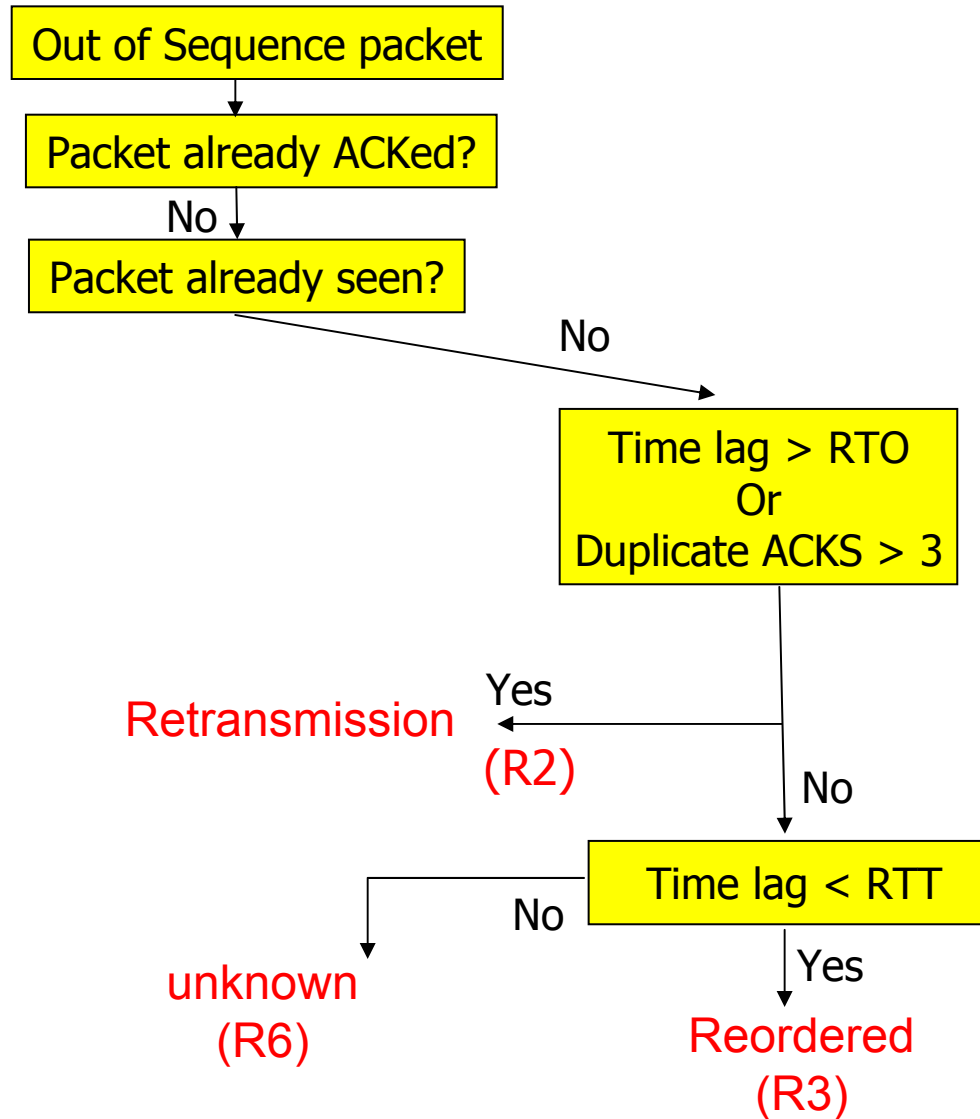 Out of Sequence packet
Packet already ACKed?
No
Packet already seen?
No
Time lag > RTO
Or
Duplicate ACKS > 3
Yes
Retransmission
(R2)
No
Time lag < RTT
No
Yes
unknown
(R6)
Reordered
(R3)